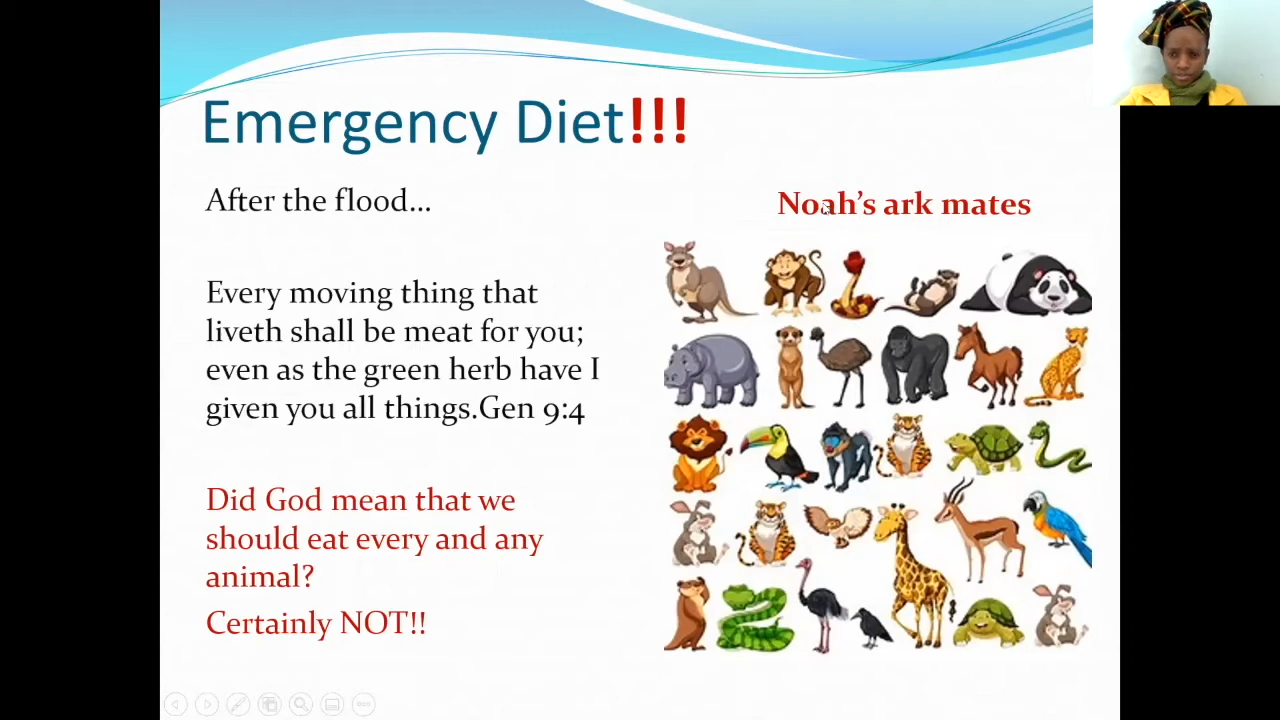 Emergency Diet!!!
After the flood...
Every moving thing that
liveth shall be meat for you;
even as the green herb have I
given you all things.Gen 9:4
Did God mean that we
should eat every and any
animal?
Certainly NOT!!
Noah’s ark mates